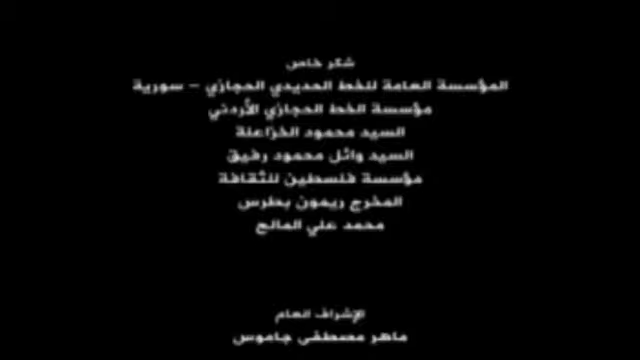 شكر خاص
المؤسسة العامة للخط الحديدي الحجازي - سورية
مؤسسة الخط الحجازي الأردني
السيد محمود الخزاعلة
السيد وائل محمود رفيق
مؤسسة فلسطين للثقافة
المخرج ريمون بطرس
محمد علي المالح
الإشراف العام
ماهر مصطفى جاموس